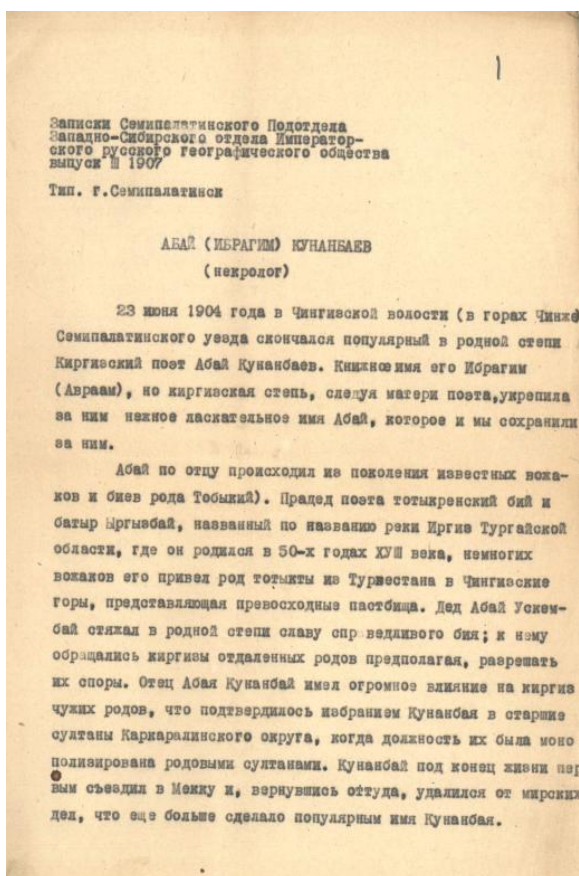 1
Записки Семипалатинского Подотдела
Западно-Сибирского отдела Император-
ского русского географического общества
выпуск Ш 1907
Тип. г.Семипалатинск
АБАЙ (ИБРАГИМ) КУНАНБАЕВ
(некролог)
23 июня 1904 года в Чингизской волости (в горах Чинже
Семипалатинского уезда скончался популярный в родной степи
Киргизский поэт Абай Кунанбаев. Книжное имя его Ибрагим
(Авраам), но киргизская степь, следуя матери поэта,укрепила
за ним нежное ласкательное имя Абай, которое и мы сохранили
за ним.
Абай по отцу происходил из поколения известных вожа-
ков и биев рода Тобыкий). Прадед поэта тотыкренский бий и
батыр Ыргызбай, названный по названию реки Иргиз Тургайской
области, где он родился в 50-х годах ХУШ века, немногих
вожаков его привел род тотыкты из Туркестана в Чингизские
горы, представляющая превосходные пастбища. Дед Абай Ускем-
бай стяжал в родной степи славу спр ведливого бия; к нему
обращались киргизы отдаленных родов предполагая, разрешать
их споры. Отец Абая Кунанбай имел огромное влияние на киргиз
чужих родов, что подтвердилось избранием Кунанбая в старшие
султаны Каркаралинского округа, когда должность их была моно
полизирована родовыми султанами. Кунанбай под конец жизни пер
вым съездил в Мекку и, вернувшись оттуда, удалился от мирских
дел, что еще больше сделало популярным имя Кунанбая.